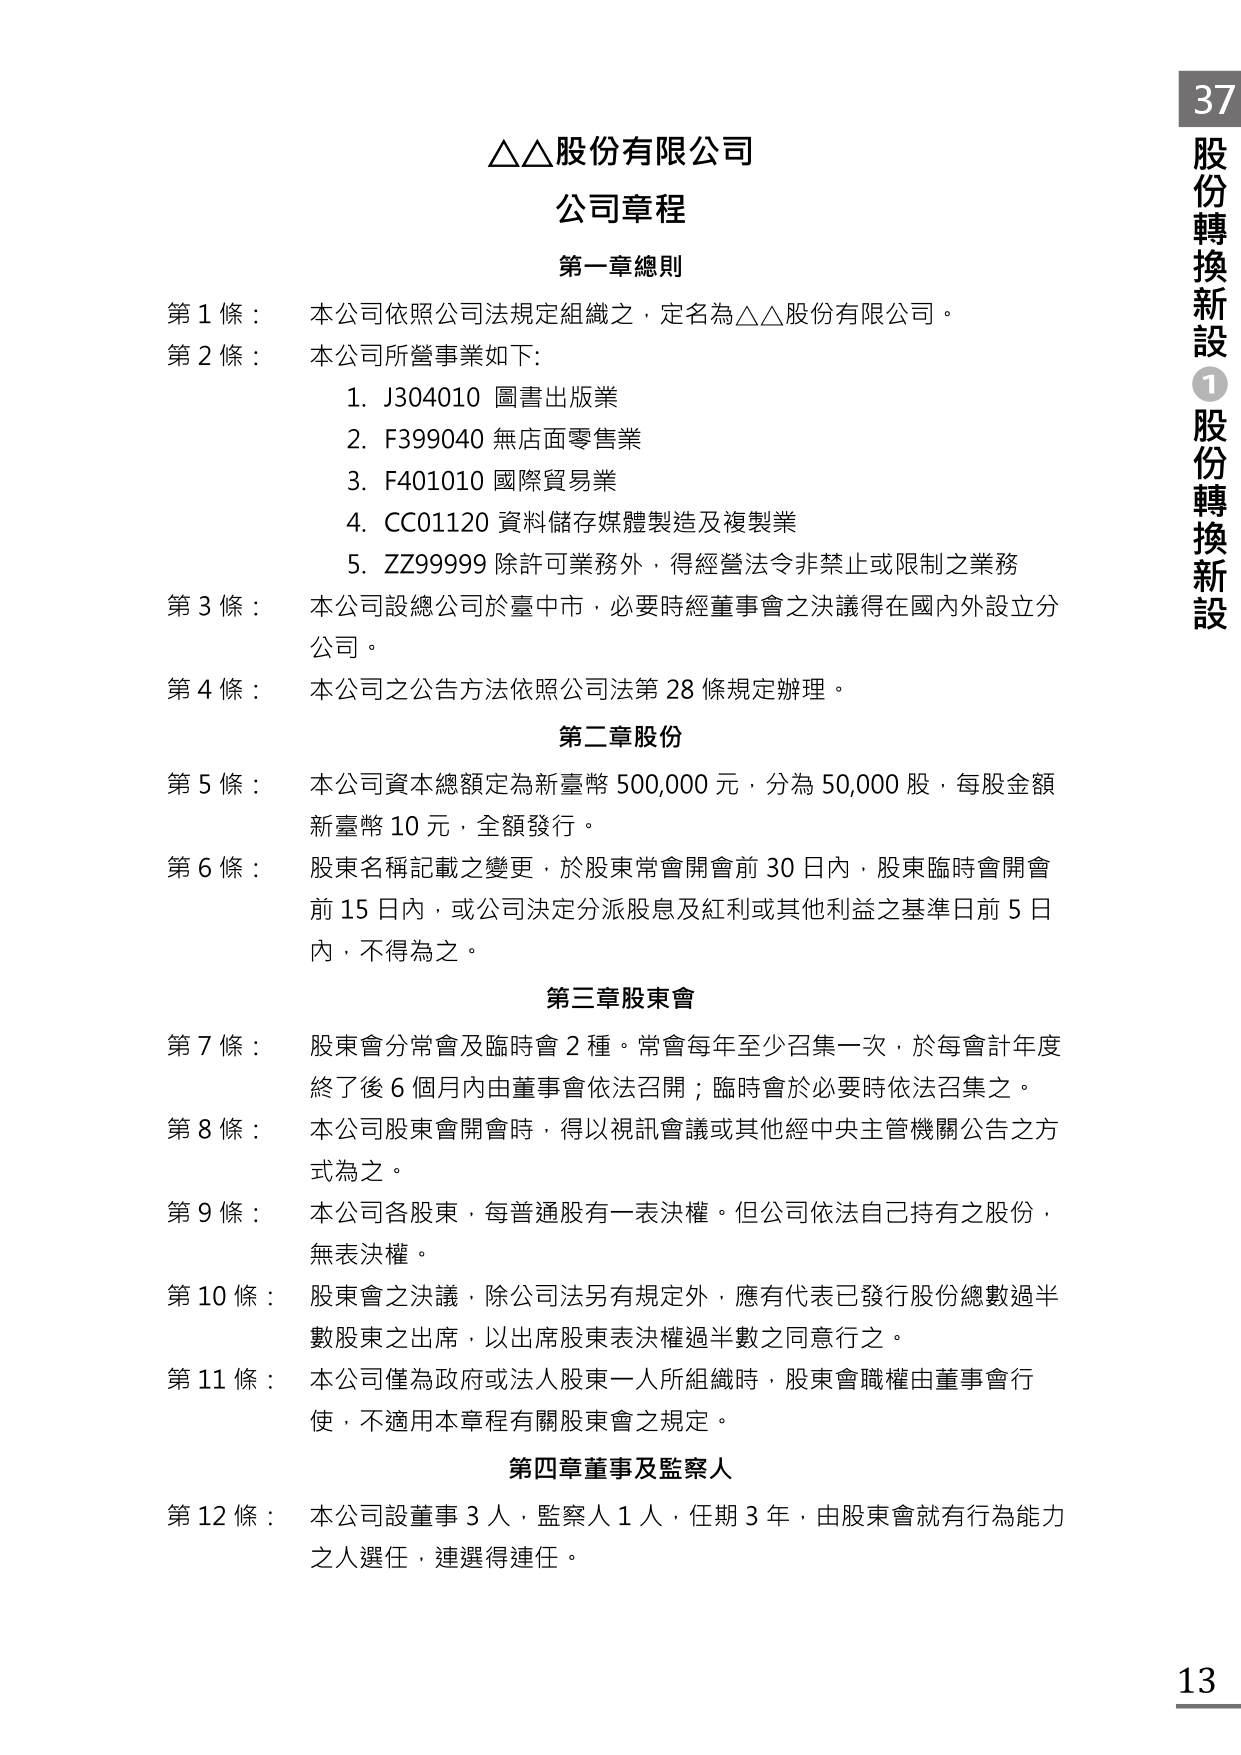 △△股份有限公司
公司章程
第一章總則
第 1 條： 本公司依照公司法規定組織之，定名為△△股份有限公司。
第 2 條： 本公司所營事業如下:
1. J304010 圖書出版業
2. F399040 無店面零售業
3. F401010 國際貿易業
4. CC01120 資料儲存媒體製造及複製業
5. ZZ99999 除許可業務外，得經營法令非禁止或限制之業務
第 3 條： 本公司設總公司於臺中市，必要時經董事會之決議得在國內外設立分
公司。
第 4 條： 本公司之公告方法依照公司法第 28 條規定辦理。
第二章股份
第 5 條： 本公司資本總額定為新臺幣 500,000 元，分為 50,000 股，每股金額
新臺幣 10 元，全額發行。
第 6 條： 股東名稱記載之變更，於股東常會開會前 30 日內，股東臨時會開會
前 15 日內，或公司決定分派股息及紅利或其他利益之基準日前 5 日
內，不得為之。
第三章股東會
第 7 條： 股東會分常會及臨時會 2 種。常會每年至少召集一次，於每會計年度
終了後 6 個月內由董事會依法召開；臨時會於必要時依法召集之。
第 8 條： 本公司股東會開會時，得以視訊會議或其他經中央主管機關公告之方
式為之。
第 9 條： 本公司各股東，每普通股有一表決權。但公司依法自己持有之股份，
無表決權。
第 10 條： 股東會之決議，除公司法另有規定外，應有代表已發行股份總數過半
數股東之出席，以出席股東表決權過半數之同意行之。
第 11 條： 本公司僅為政府或法人股東一人所組織時，股東會職權由董事會行
使，不適用本章程有關股東會之規定。
第四章董事及監察人
第 12 條： 本公司設董事 3 人，監察人 1 人，任期 3 年，由股東會就有行為能力
之人選任，連選得連任。
37
股份轉換新設 1 股份轉換新設
13